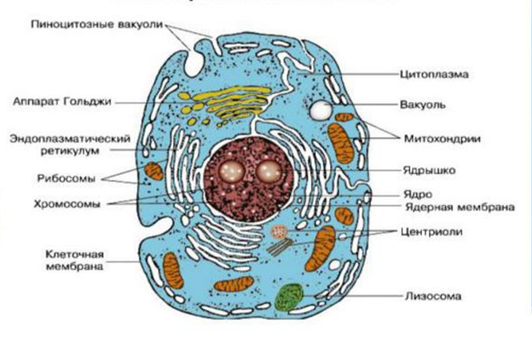 Пиноцитозные вакуоли
Аппарат Гольджи
Эндоплазматический
ретикулум
Рибосомы
Хромосомы
Клеточная
мембрана
Цитоплазма
Вакуоль
Митохондрии
Ядрышко
Ядро
Ядерная мембрана
Центриоли
Лизосома